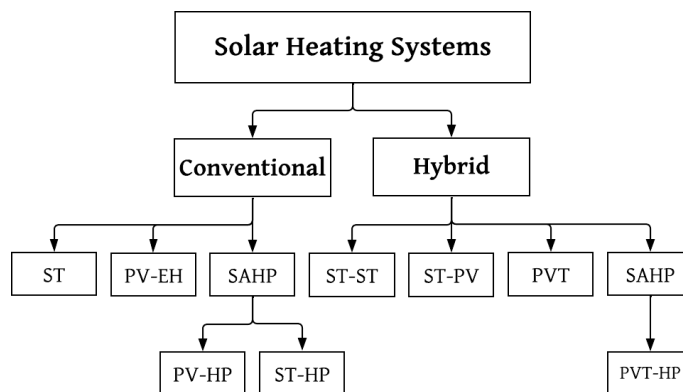 Solar Heating Systems
Conventional
Hybrid
ST
PV-EH
SAHP
ST-ST
ST-PV
PVT
SAHP
PV-HP
ST-HP
PVT-HP